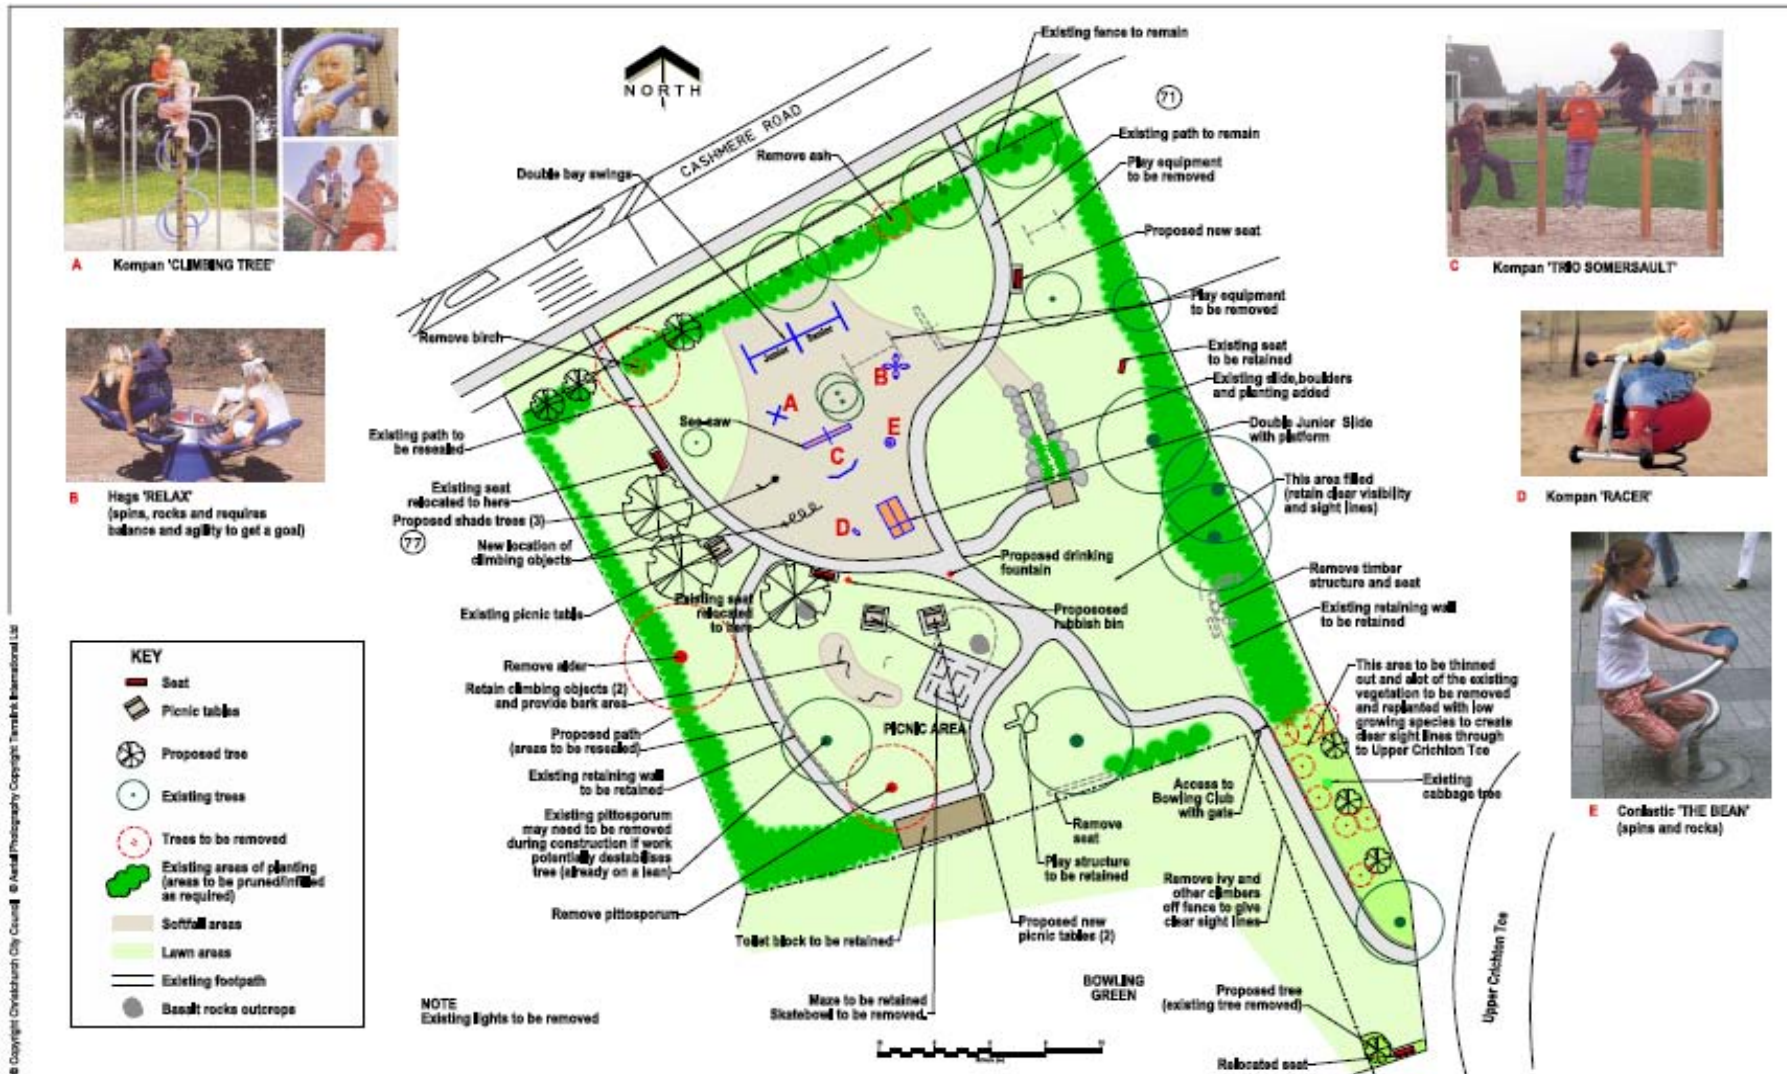 NORTH
CASHMERE ROAD
71
77
Existing fence to remain
Existing path to remain
Play equipment
to be removed
Proposed new seat
Play equipment
to be removed
Existing seat
to be retained
Existing slide,boulders
and planting added
Double Junior Slide
with platform
This area filled
(retain clear visibility
and sight lines)
Remove timber
structure and seat
Existing retaining wall
to be retained
This area to be thinned
out and alot of the existing
vegetation to be removed
and replanted with low
growing species to create
clear sight lines through
to Upper Crichton Tce
Existing
cabbage tree
Upper Crichton Tce
Double bay swings
Remove ash
Remove birch
Junior
Senior
A
B
C
D
E
See-saw
Existing path to
be resealed
Existing seat
relocated to here
Proposed shade trees (3)
New location of
climbing objects
Existing picnic table
Existing seat
relocated
to here
Remove alder
Retain climbing objects (2)
and provide bark area
Proposed path
(areas to be resealed)
Existing retaining wall
to be retained
Existing pittosporum
may need to be removed
during construction if work
potentially destabilises
tree (already on a lean)
Remove pittosporum
Toilet block to be retained
Maze to be retained
Skatebowl to be removed.
PICNIC AREA
Proposed drinking
fountain
Propososed
rubbish bin
Remove
seat
Play structure
to be retained
Proposed new
picnic tables (2)
Access to
Bowling Club
with gate
Remove ivy and
other climbers
off fence to give
clear sight lines
BOWLING
GREEN
Proposed tree
(existing tree removed)
Relocated seat
NOTE
Existing lights to be removed
A Kompan 'CLIMBING TREE'
B Hags 'RELAX'
(spins, rocks and requires
balance and agility to get a goal)
C Kompan 'TRIO SOMERSAULT'
D Kompan 'RACER'
E Conlastic 'THE BEAN'
(spins and rocks)
KEY
Seat
Picnic tables
Proposed tree
Existing trees
Trees to be removed
Existing areas of planting
(areas to be pruned/infilled
as required)
Softfall areas
Lawn areas
Existing footpath
Basalt rocks outcrops
© Copyright Christchurch City Council © Aerial Photography Copyright Terralink International Ltd